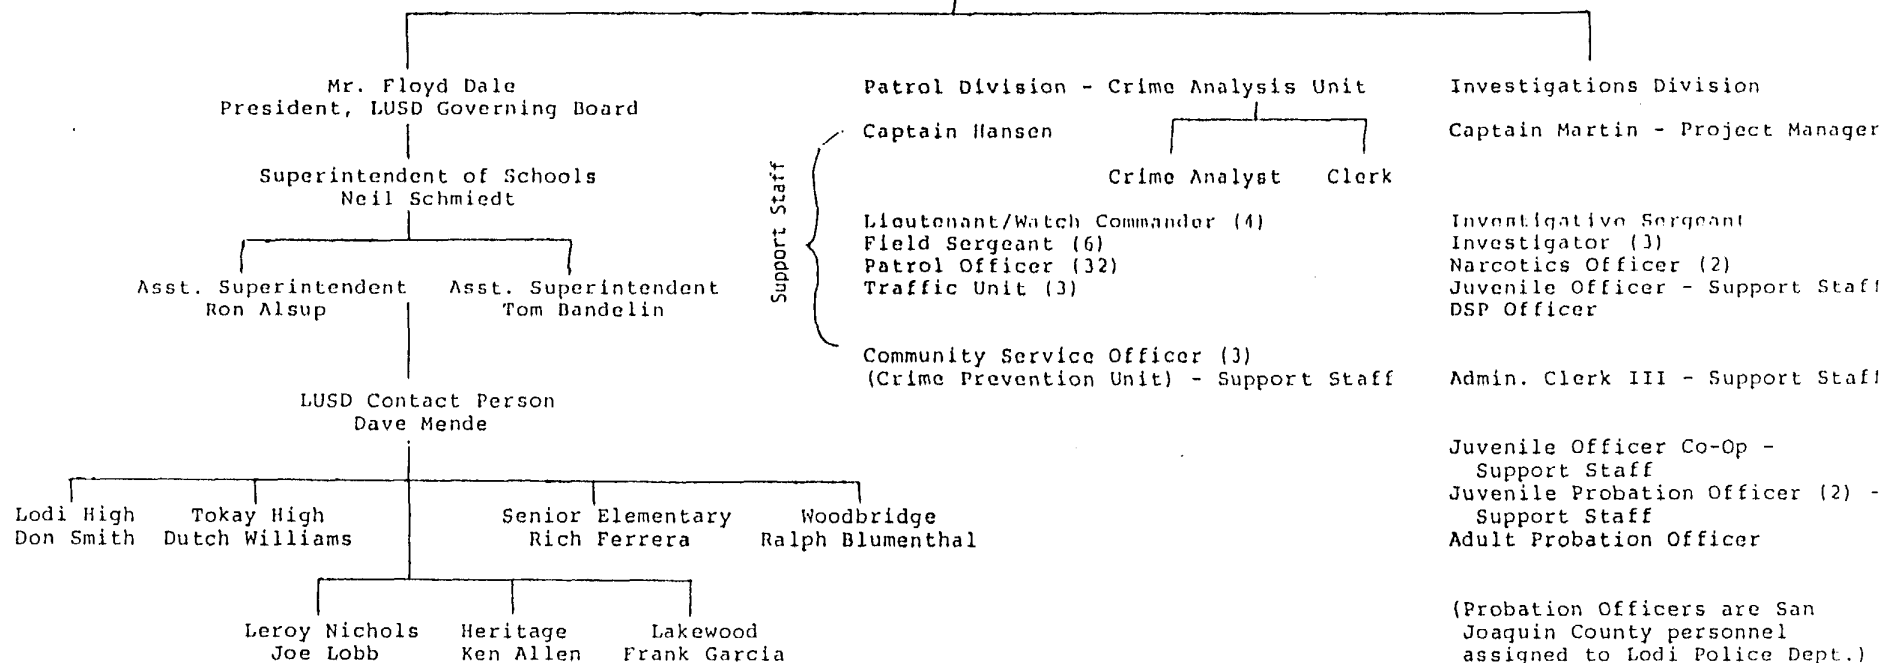 Mr. Floyd Dale
President, LUSD Governing Board
Superintendent of Schools
Neil Schmiedt
Asst. Superintendent
Ron Alsup
Asst. Superintendent
Tom Bandelin
LUSD Contact Person
Dave Mende
Lodi High
Don Smith
Tokay High
Dutch Williams
Senior Elementary
Rich Ferrera
Woodbridge
Ralph Blumenthal
Leroy Nichols
Joe Lobb
Heritage
Ken Allen
Lakewood
Frank Garcia
Patrol Division - Crime Analysis Unit
Captain Hansen
Crime Analyst
Clerk
Support Staff
Lieutenant/Watch Commander (4)
Field Sergeant (6)
Patrol Officer (32)
Traffic Unit (3)
Community Service Officer (3)
(Crime Prevention Unit) - Support Staff
Investigations Division
Captain Martin - Project Manager
Investigative Sergeant
Investigator (3)
Narcotics Officer (2)
Juvenile Officer - Support Staff
DSP Officer
Admin. Clerk III - Support Staff
Juvenile Officer Co-Op -
Support Staff
Juvenile Probation Officer (2) -
Support Staff
Adult Probation Officer
(Probation Officers are San
Joaquin County personnel
assigned to Lodi Police Dept.)